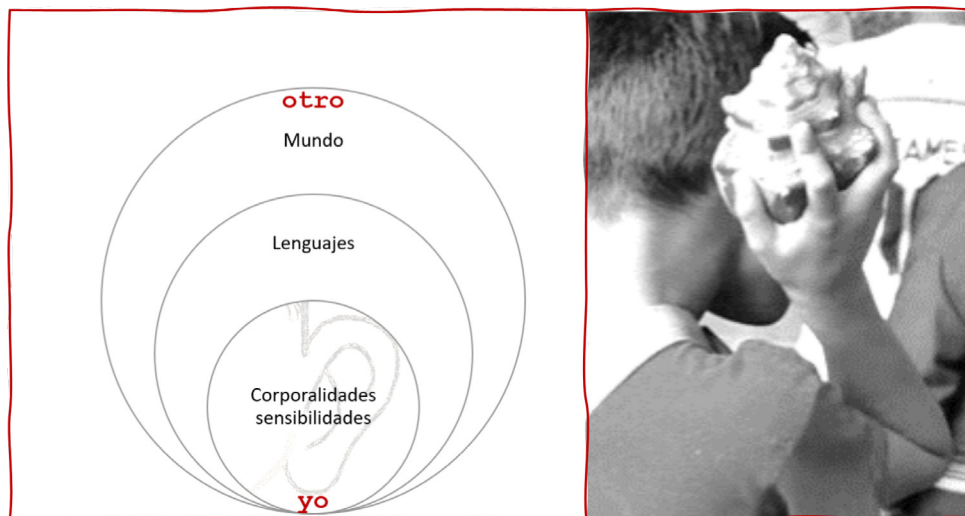 otro
Mundo
Lenguajes
Corporalidades
sensibilidades
yo